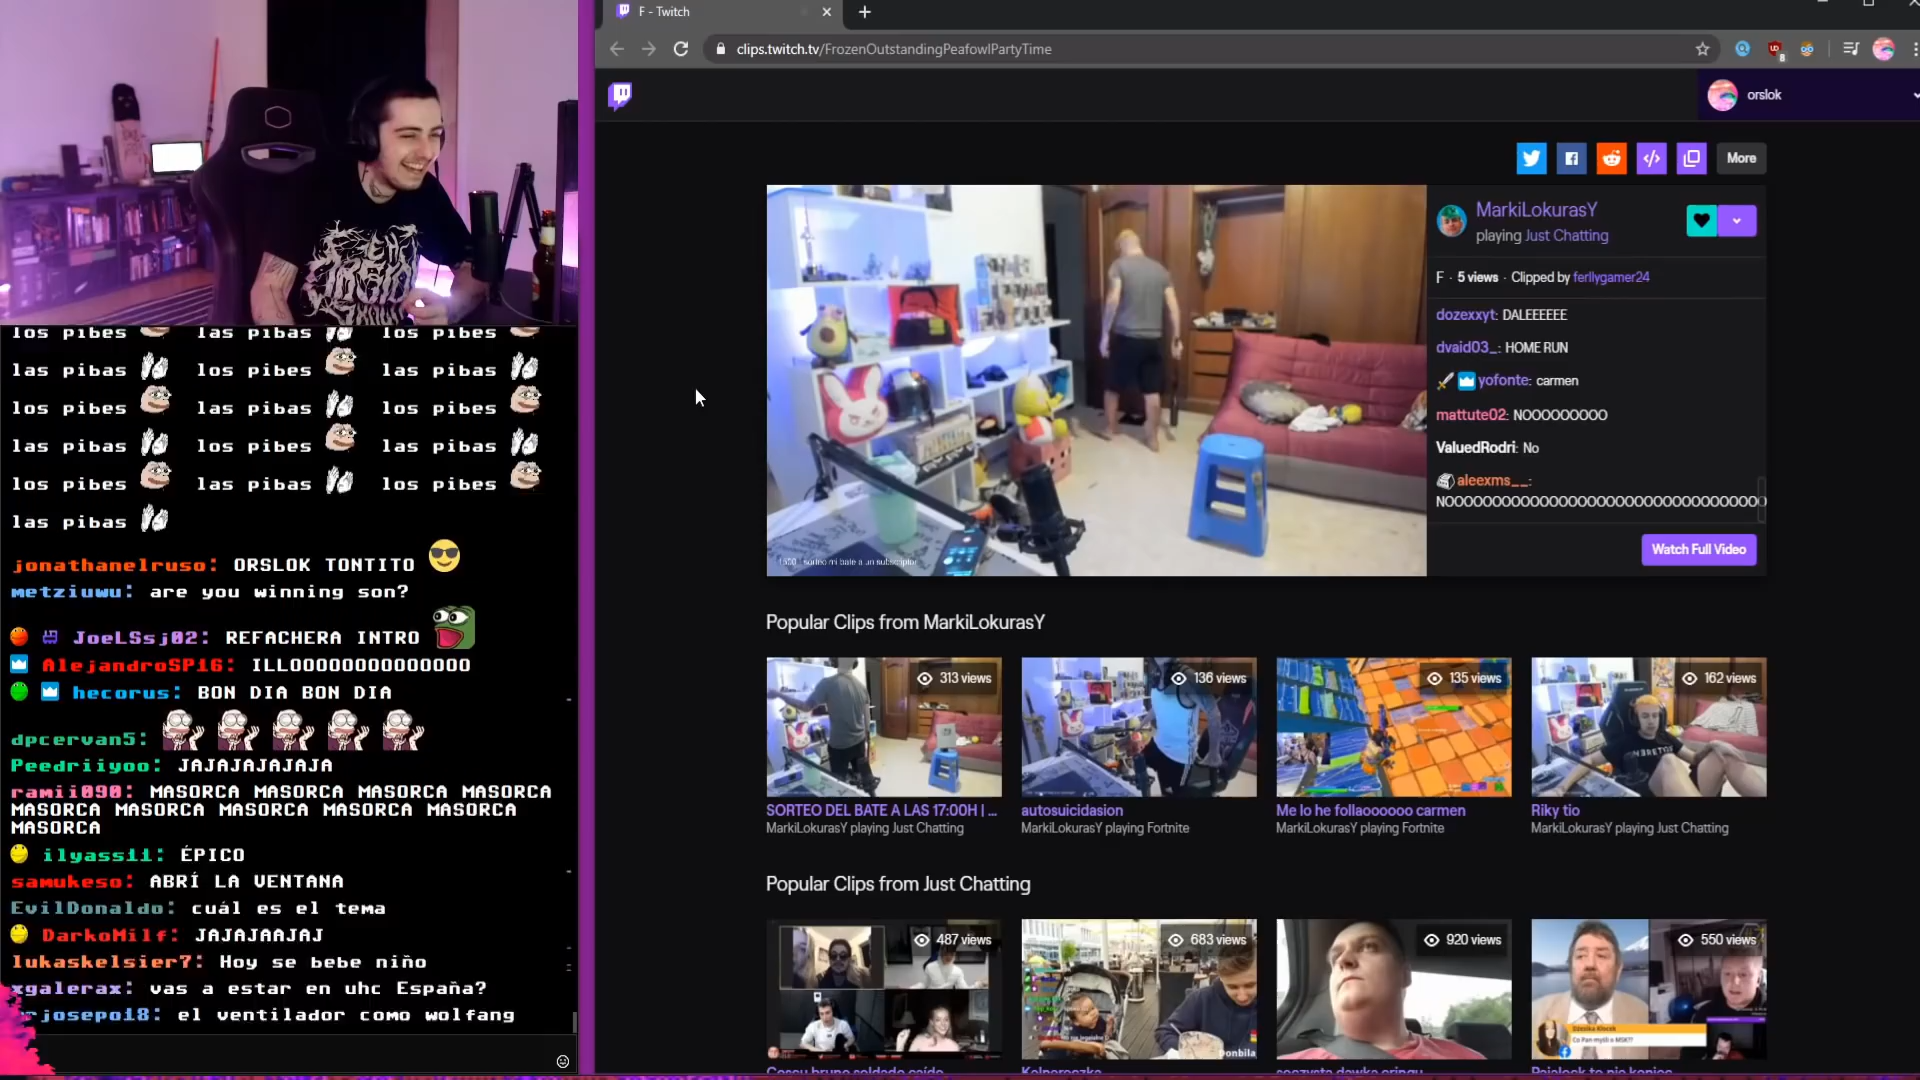 F - Twitch
clips.twitch.tv/FrozenOutstandingPeafowlPartyTime
orslok
More
MarkiLokurasY
playing Just Chatting
F · 5 views · Clipped by ferllygamer24
dozexxyt: DALEEEEEE
dvaid03_: HOME RUN
yofonte: carmen
mattute02: NOOOOOOOOO
ValuedRodri: No
aleexms__:
Watch Full Video
Popular Clips from MarkiLokurasY
313 views
136 views
135 views
162 views
SORTEO DEL BATE A LAS 17:00H | ...
autosuicidasion
Me lo he follaoooooo carmen
Riky tio
MarkiLokurasY playing Just Chatting
MarkiLokurasY playing Fortnite
MarkiLokurasY playing Fortnite
MarkiLokurasY playing Just Chatting
Popular Clips from Just Chatting
487 views
683 views
920 views
550 views
Donbila
los pibes las pibas los pibes
las pibas los pibes las pibas
los pibes las pibas los pibes
las pibas los pibes las pibas
los pibes las pibas los pibes
las pibas
jonathanelruso: ORSLOK TONTITO
metziuwu: are you winning son?
JoeLSsj02: REFACHERA INTRO
AlejandroSP16: ILLOOOOOOOOOOOOOOO
hecorus: BON DIA BON DIA
dpcervan5:
Peedriiyoo: JAJAJAJAJAJA
ramii090: MASORCA MASORCA MASORCA MASORCA
MASORCA MASORCA MASORCA MASORCA MASORCA
MASORCA
ilyass11: ÉPICO
samukeso: ABRÍ LA VENTANA
EvilDonaldo: cuál es el tema
DarkoMilf: JAJAJAAJAJ
lukaskelsier7: Hoy se bebe niño
xgalerax: vas a estar en uhc España?
josepo18: el ventilador como wolfang